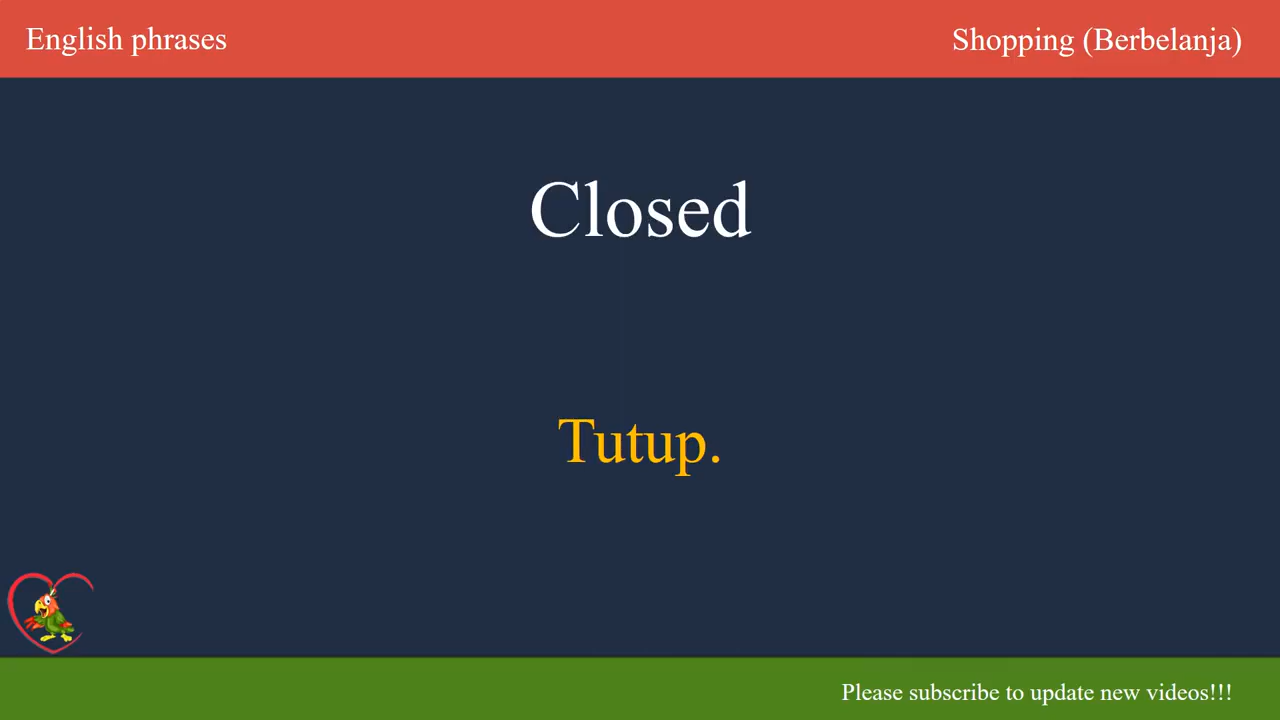 English phrases
Shopping (Berbelanja)
Closed
Tutup.
Please subscribe to update new videos!!!